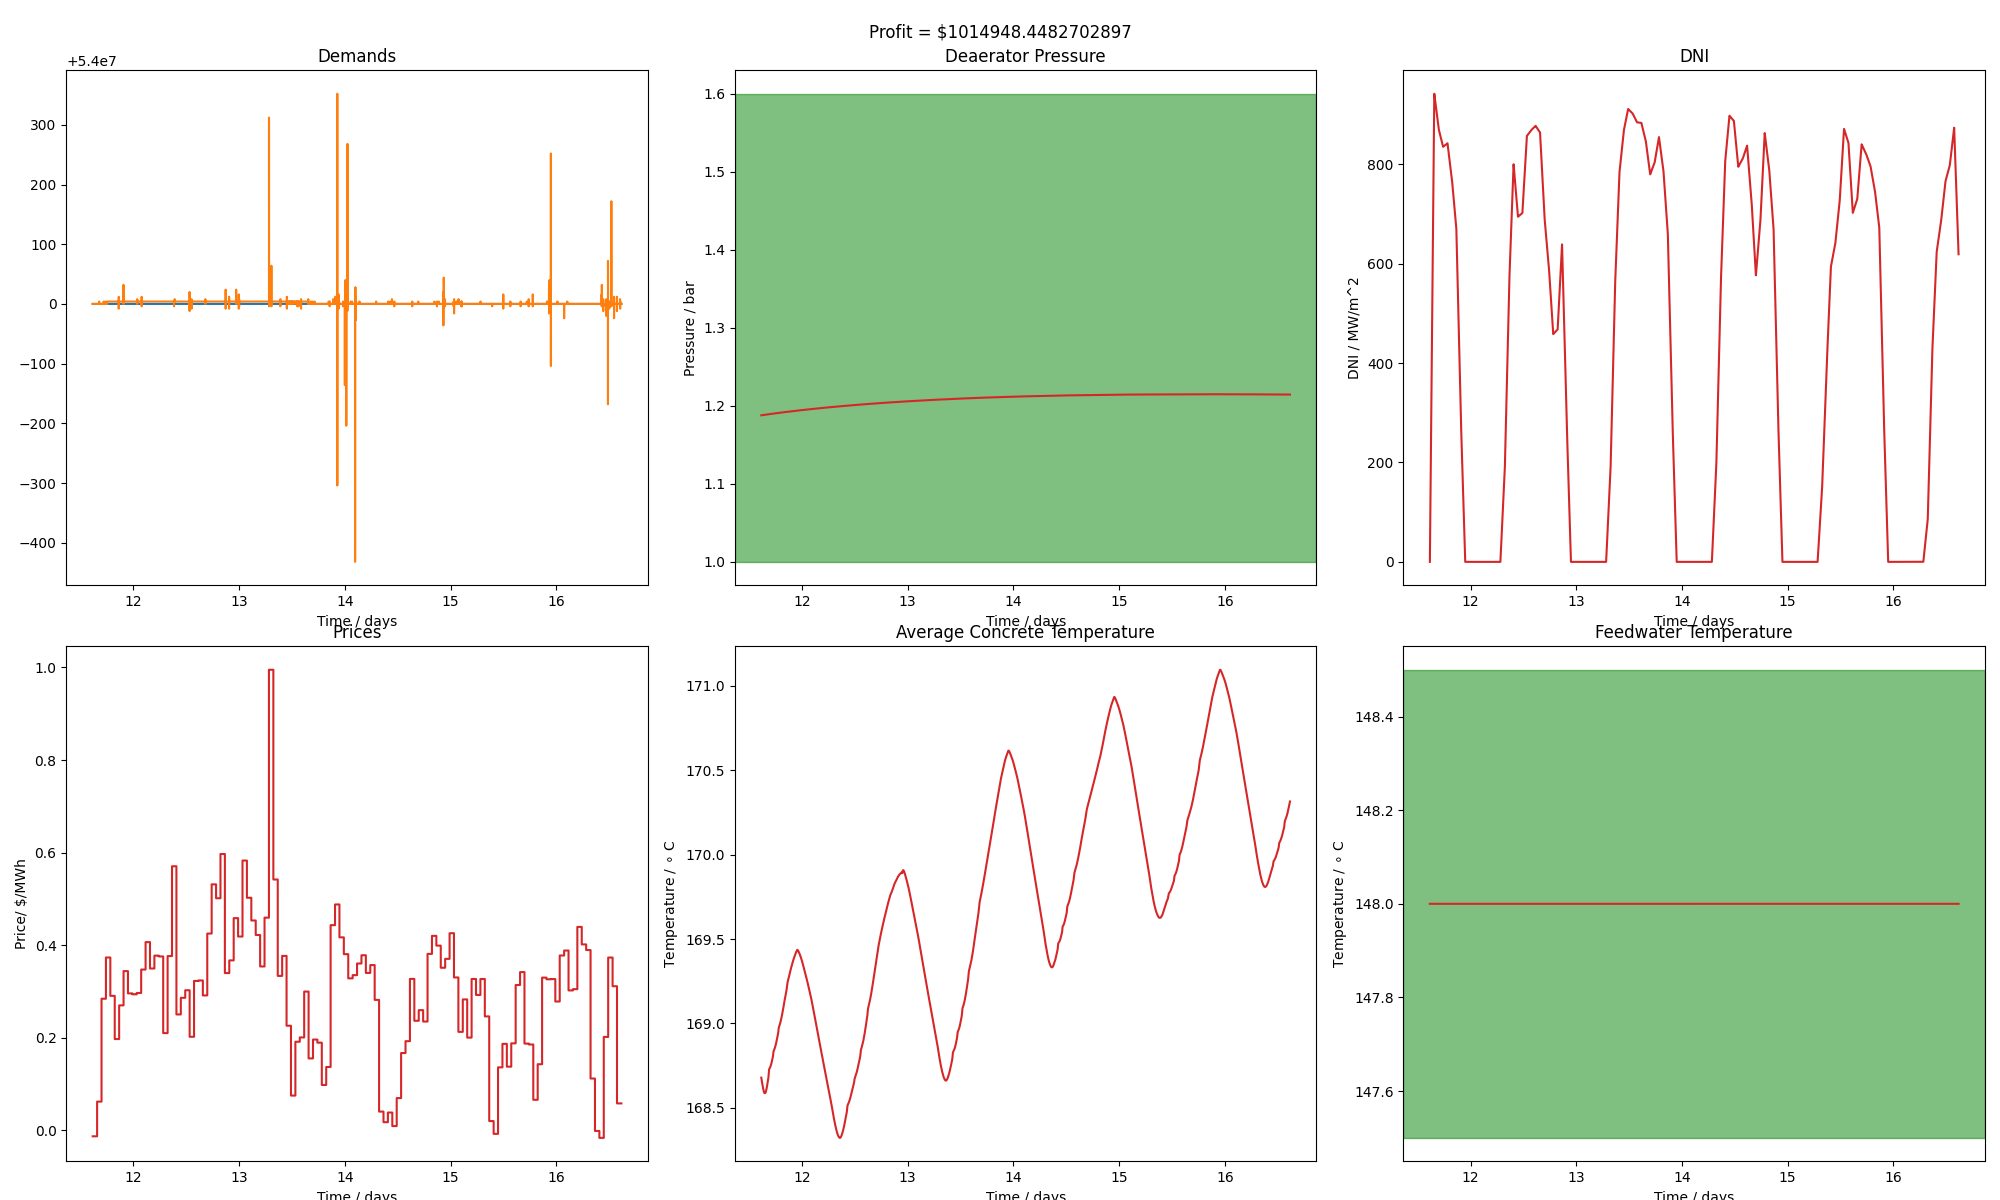 Profit = $1014948.4482702897
Demands
+5.4e7
300
200
100
0
−100
−200
−300
−400
12 13 14 15 16
Time / days
Deaerator Pressure
Pressure / bar
1.6
1.5
1.4
1.3
1.2
1.1
1.0
12 13 14 15 16
Time / days
DNI
DNI / MW/m^2
800
600
400
200
0
12 13 14 15 16
Time / days
Prices
Price/ $/MWh
1.0
0.8
0.6
0.4
0.2
0.0
12 13 14 15 16
Time / days
Average Concrete Temperature
Temperature / ∘ C
171.0
170.5
170.0
169.5
169.0
168.5
12 13 14 15 16
Time / days
Feedwater Temperature
Temperature / ∘ C
148.4
148.2
148.0
147.8
147.6
12 13 14 15 16
Time / days